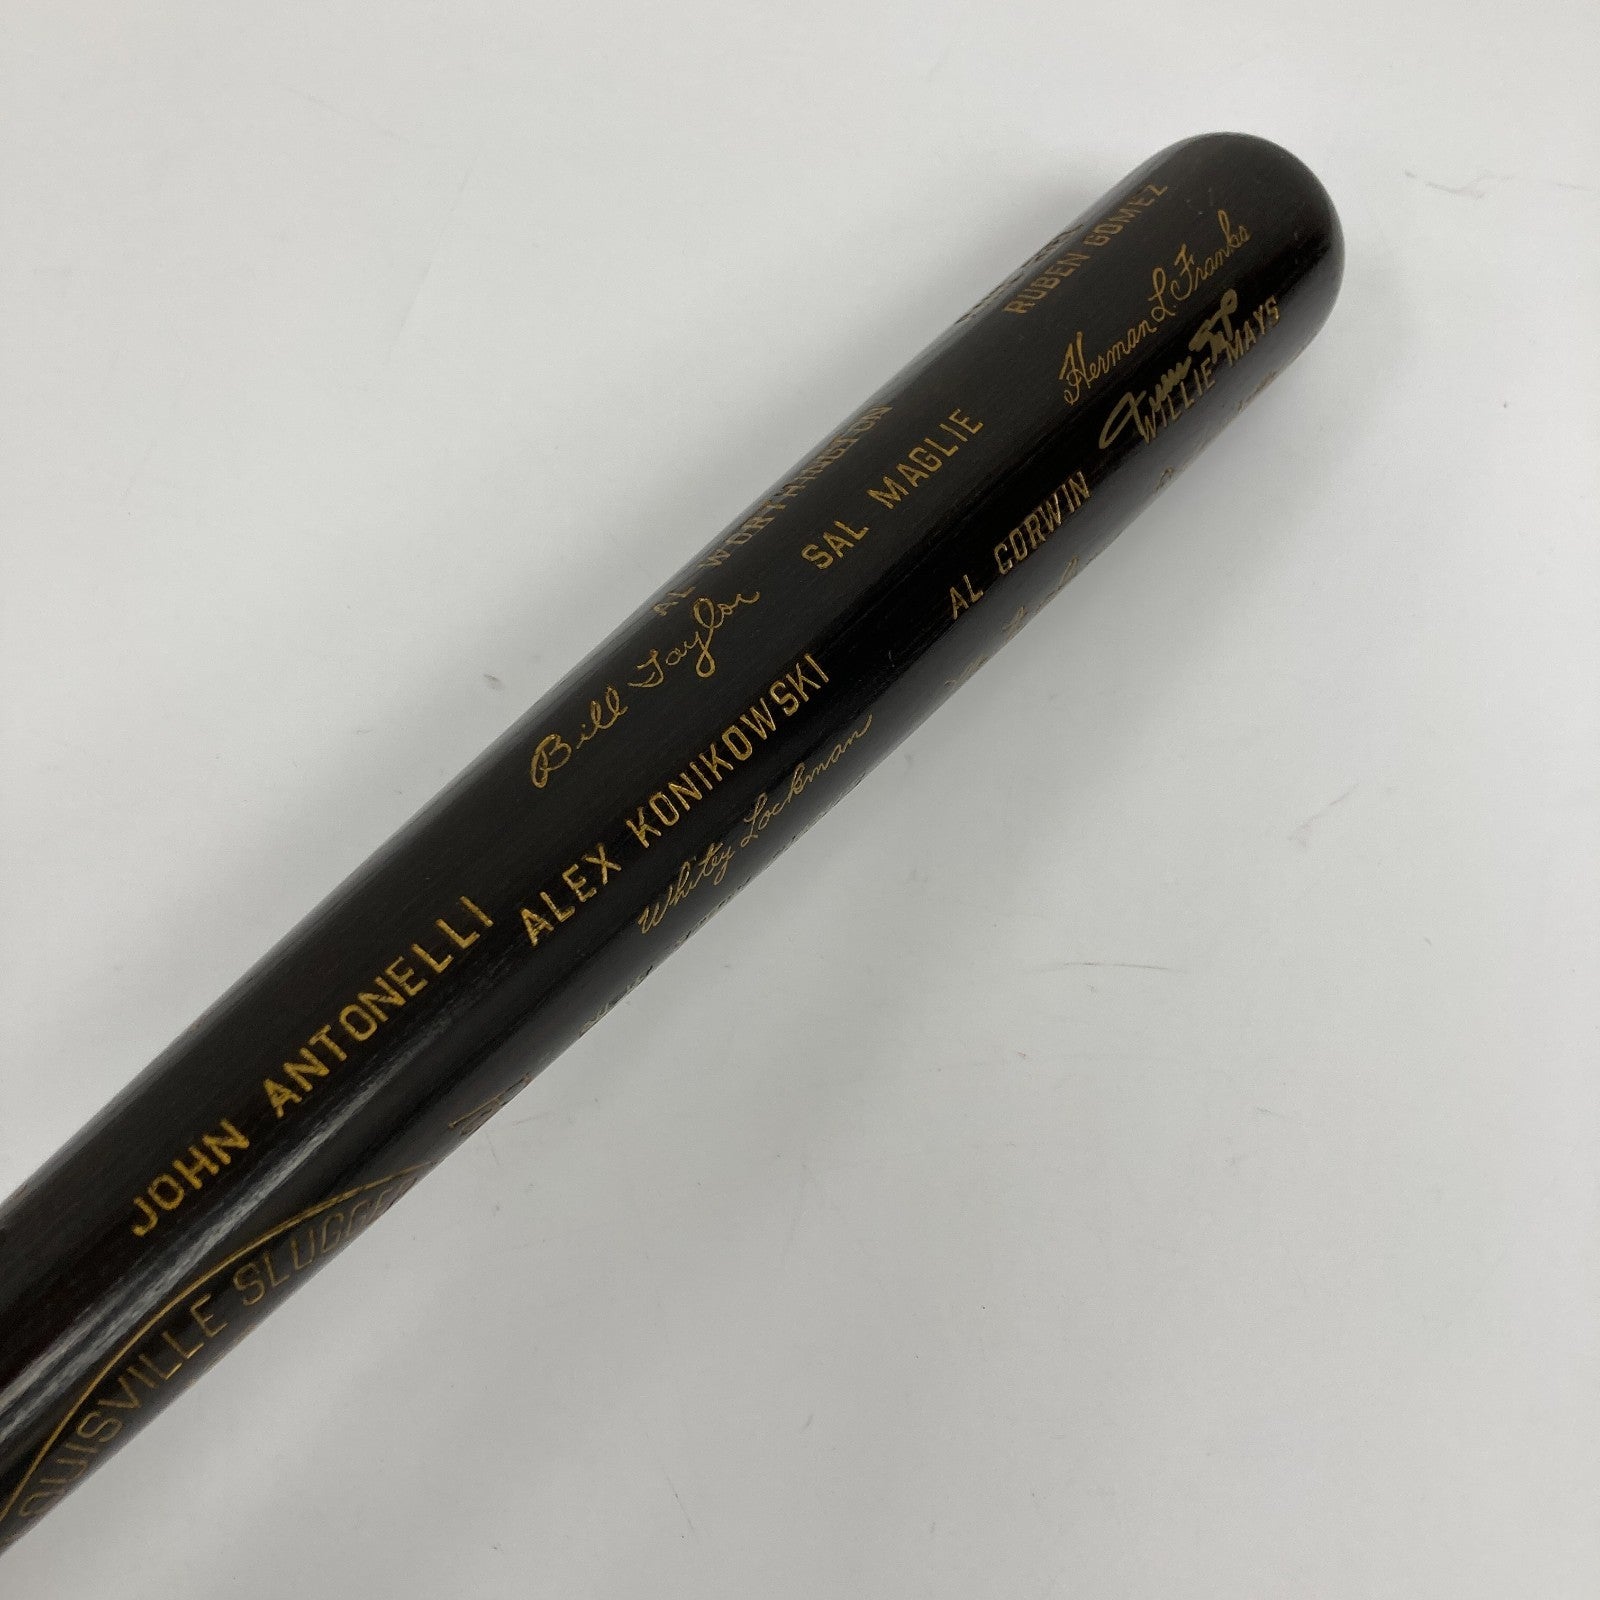 RUBEN GOMEZ
Herman L. Franks
WILLIE MAYS
AL WORTHINGTON
SAL MAGLIE
AL CORWIN
Bill Taylor
ALEX KONIKOWSKI
Whitey Lockman
JOHN ANTONELLI
LOUISVILLE SLUGGER